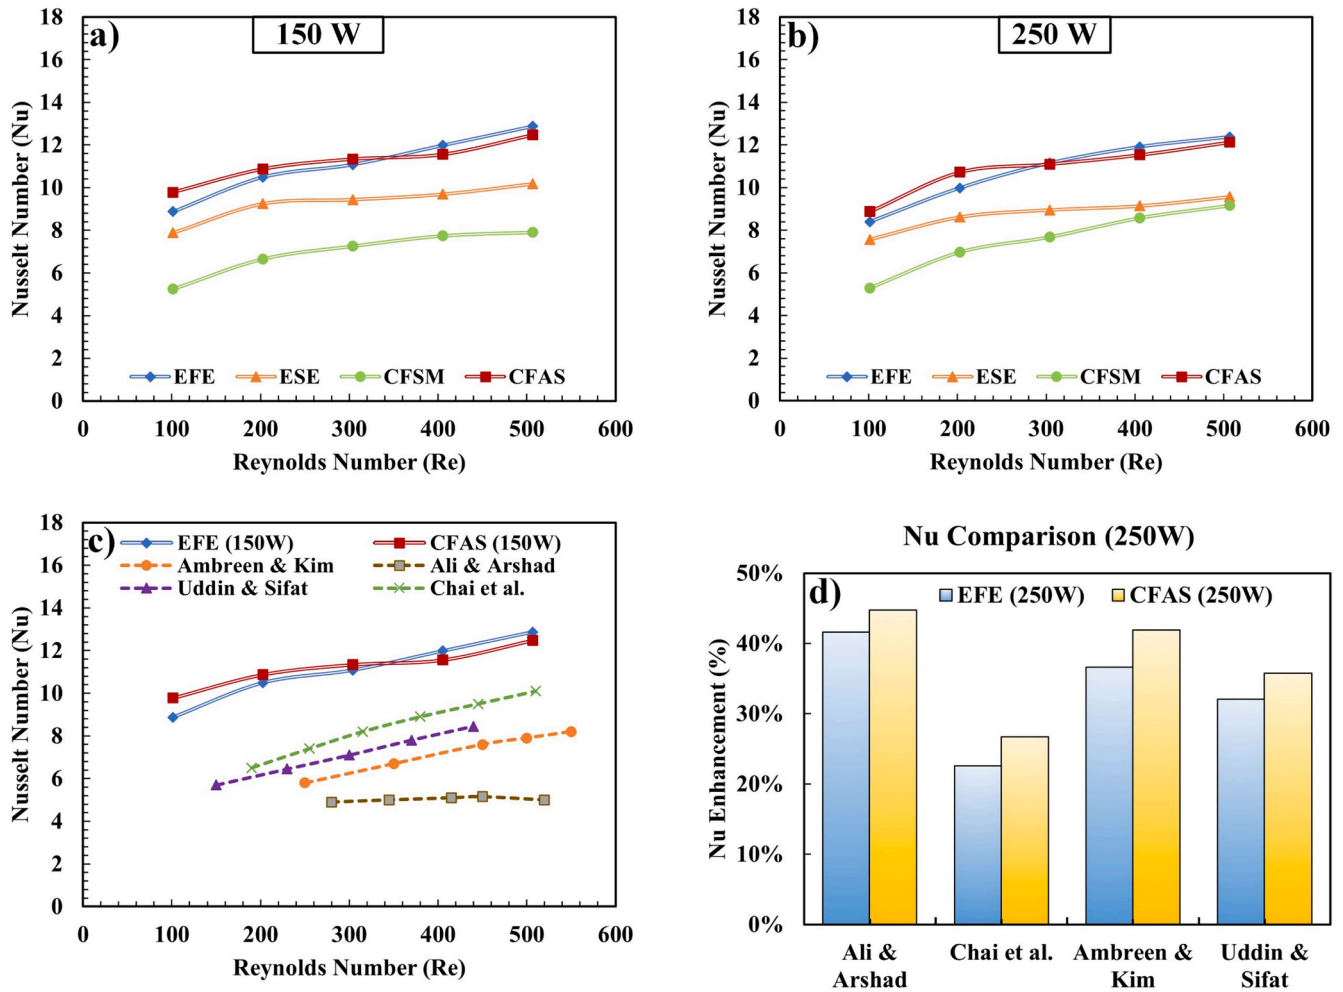 a)
150 W
Nusselt Number (Nu)
18
16
14
12
10
8
6
4
2
0
EFE ESE CFSM CFAS
0 100 200 300 400 500 600
Reynolds Number (Re)
b)
250 W
Nusselt Number (Nu)
18
16
14
12
10
8
6
4
2
0
EFE ESE CFSM CFAS
0 100 200 300 400 500 600
Reynolds Number (Re)
c)
EFE (150W) CFAS (150W)
Ambreen & Kim Ali & Arshad
Uddin & Sifat Chai et al.
Nusselt Number (Nu)
18
16
14
12
10
8
6
4
2
0
0 100 200 300 400 500 600
Reynolds Number (Re)
Nu Comparison (250W)
d)
EFE (250W) CFAS (250W)
Nu Enhancement (%)
50%
40%
30%
20%
10%
0%
Ali &
Arshad
Chai et al.
Ambreen &
Kim
Uddin &
Sifat